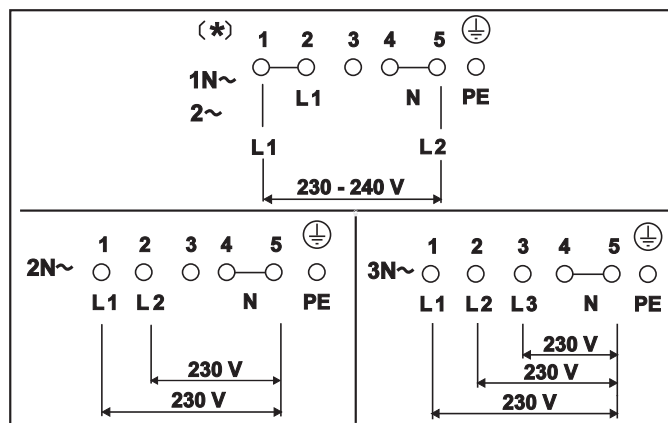 (*) 1 2 3 4 5
1N~ L1 N PE
2~
L1 L2
230 - 240 V
1 2 3 4 5
2N~
L1 L2 N PE
230 V
230 V
1 2 3 4 5
3N~
L1 L2 L3 N PE
230 V
230 V
230 V